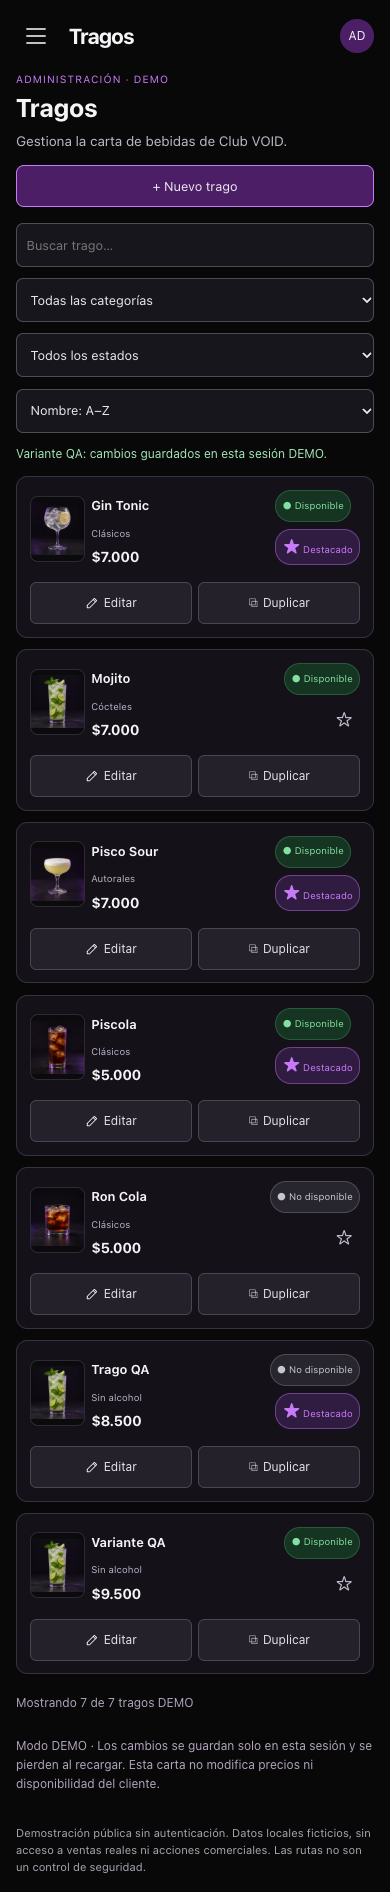 Tragos
AD
ADMINISTRACIÓN · DEMO
Tragos
Gestiona la carta de bebidas de Club VOID.
+ Nuevo trago
Buscar trago...
Todas las categorías
Todos los estados
Nombre: A–Z
Variante QA: cambios guardados en esta sesión DEMO.
Gin Tonic
Disponible
Clásicos
Destacado
$7.000
Editar
Duplicar
Mojito
Disponible
Cócteles
$7.000
Editar
Duplicar
Pisco Sour
Disponible
Autorales
Destacado
$7.000
Editar
Duplicar
Piscola
Disponible
Clásicos
Destacado
$5.000
Editar
Duplicar
Ron Cola
No disponible
Clásicos
$5.000
Editar
Duplicar
Trago QA
No disponible
Sin alcohol
Destacado
$8.500
Editar
Duplicar
Variante QA
Disponible
Sin alcohol
$9.500
Editar
Duplicar
Mostrando 7 de 7 tragos DEMO
Modo DEMO · Los cambios se guardan solo en esta sesión y se
pierden al recargar. Esta carta no modifica precios ni
disponibilidad del cliente.
Demostración pública sin autenticación. Datos locales ficticios, sin
acceso a ventas reales ni acciones comerciales. Las rutas no son
un control de seguridad.